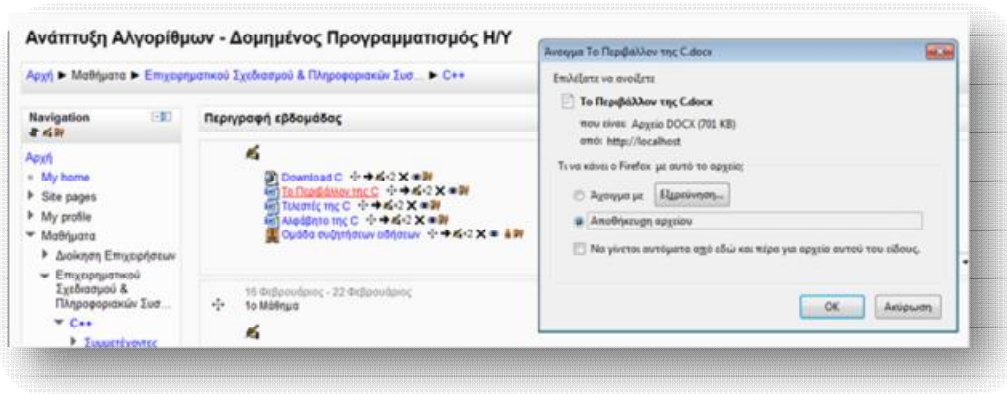 Ανάπτυξη Αλγορίθμων - Δομημένος Προγραμματισμός Η/Υ
Αρχή ► Μαθήματα ► Επιχειρηματικού Σχεδιασμού & Πληροφοριακών Συσ... ► C++
Navigation
Αρχή
My home
Site pages
My profile
Μαθήματα
Διοίκηση Επιχειρήσεων
Επιχειρηματικού
Σχεδιασμού &
Πληροφοριακών Συσ...
C++
Συμμετέχοντες
Περιγραφή εβδομάδας
Download C
Το Περιβάλλον της C
Τελεστές της C
Αλφάβητο της C
Ομάδα συζητήσεων ειδήσεων
16 Φεβρουάριος - 22 Φεβρουάριος
1ο Μάθημα
Άνοιγμα Το Περιβάλλον της C.docx
Επιλέξατε να ανοίξετε
Το Περιβάλλον της C.docx
που είναι: Αρχείο DOCX (701 KB)
από: http://localhost
Τι να κάνει ο Firefox με αυτό το αρχείο;
Άνοιγμα με Εξερεύνηση...
Αποθήκευση αρχείου
Να γίνεται αυτόματα από εδώ και πέρα για αρχεία αυτού του είδους.
OK Ακύρωση